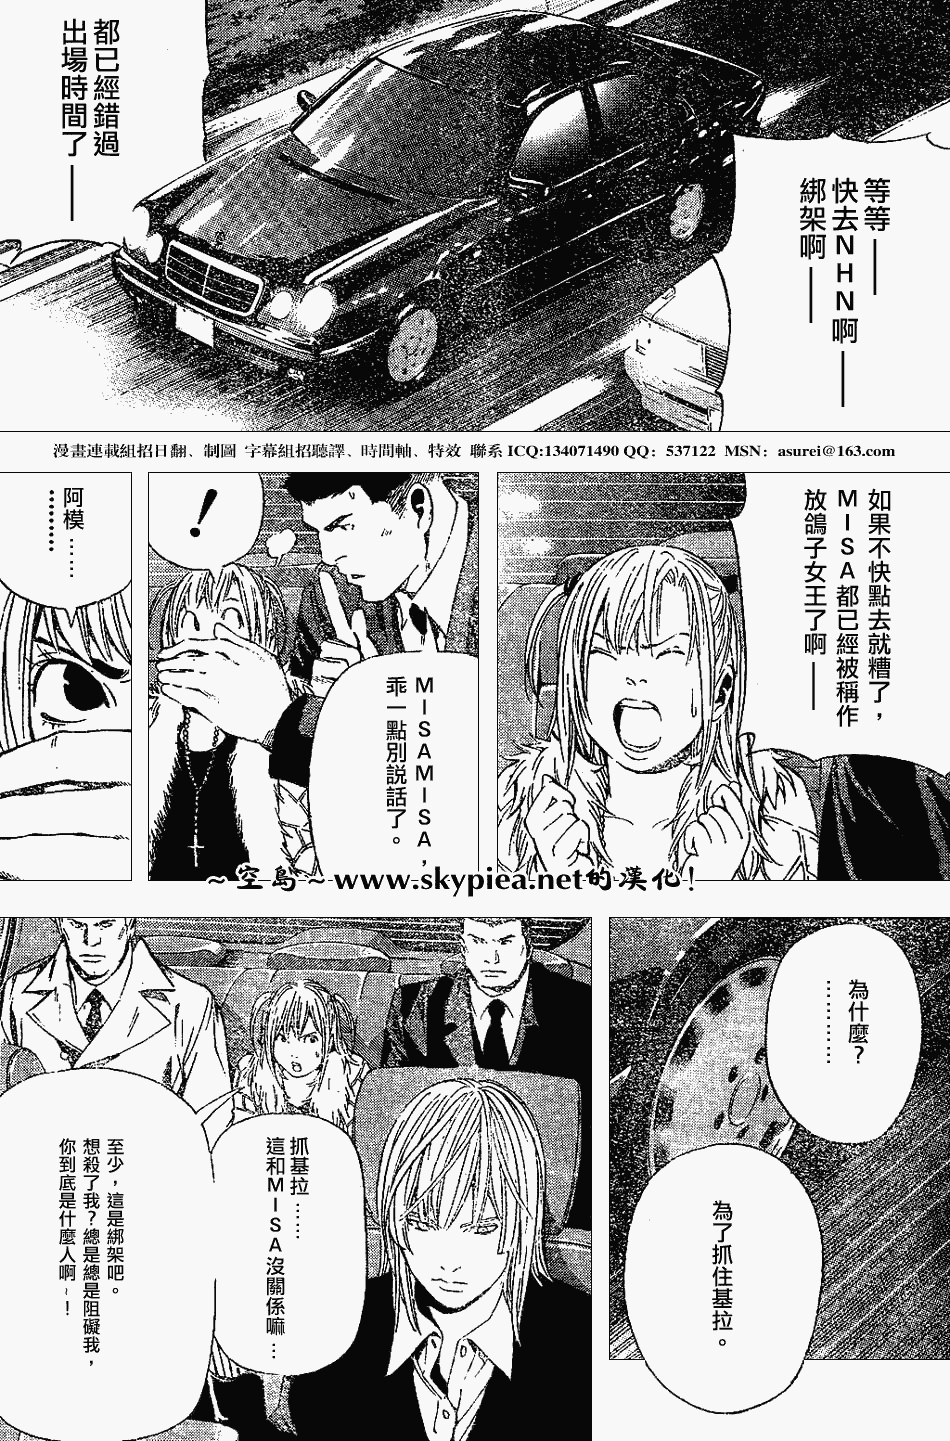 等等——
快去NHN啊——
綁架啊——
都已經錯過
出場時間了——
漫畫連載組招日翻、制圖 字幕組招聽譯、時間軸、特效 聯系ICQ:134071490 QQ：537122 MSN：asurei@163.com
如果不快點去就糟了，
MISA都已經被稱作
放鴿子女王了啊——
！
MISAMISA，
乖一點別説話了。
阿模……
………
～空島～www.skypiea.net的漢化！
為什麼？
…………
為了抓住基拉。
抓基拉……
這和MISA沒關係嘛…
至少，這是綁架吧。
想殺了我？總是總是阻礙我，
你到底是什麼人啊～！